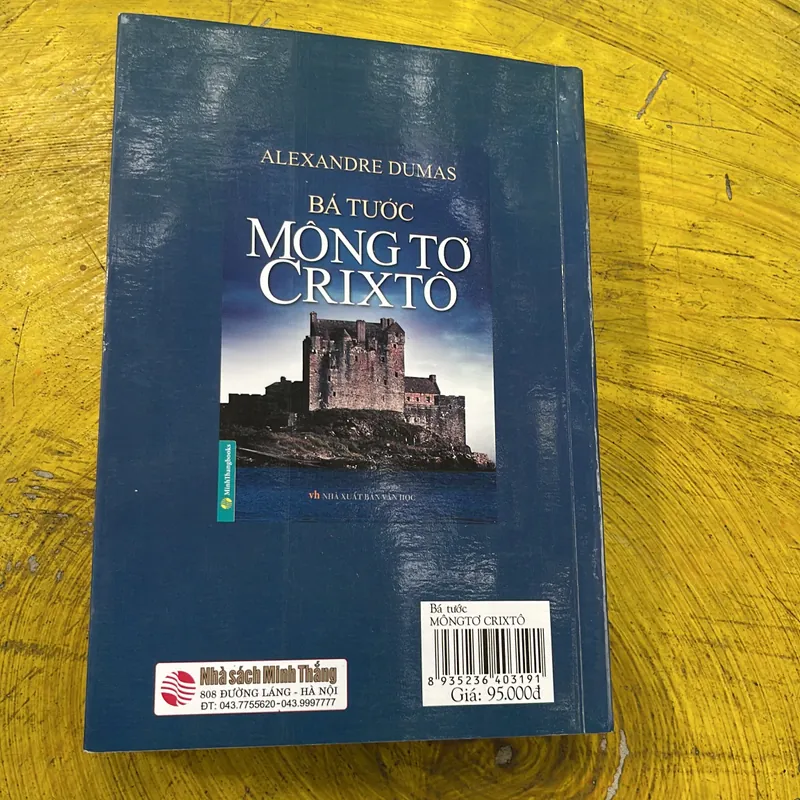 ALEXANDRE DUMAS
BÁ TƯỚC
MÔNG TƠ
CRIXTÔ
MinhThangbooks
vh NHÀ XUẤT BẢN VĂN HỌC
Bá tước
MÔNGTƠ CRIXTÔ
8 935236 403191
Giá: 95.000đ
Nhà sách Minh Thắng
808 ĐƯỜNG LÁNG - HÀ NỘI
ĐT: 043.7755620-043.9997777